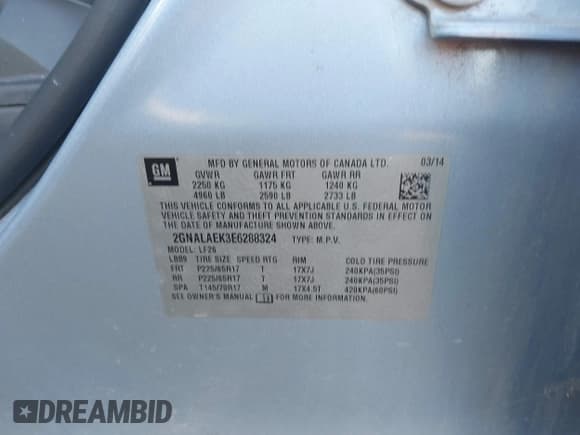 GM
MFD BY GENERAL MOTORS OF CANADA LTD. 03/14
GVWR GAWR FRT GAWR RR
2250 KG 1175 KG 1240 KG
4960 LB 2590 LB 2733 LB
THIS VEHICLE CONFORMS TO ALL APPLICABLE U.S. FEDERAL MOTOR
VEHICLE SAFETY AND THEFT PREVENTION STANDARDS IN EFFECT ON THE
DATE OF MANUFACTURE SHOWN ABOVE.
2GNALAEK3E6288324 TYPE: M.P.V.
MODEL: LF26
LBB9 TIRE SIZE SPEED RTG RIM COLD TIRE PRESSURE
FRT P225/65R17 T 17X7J 240KPA(35PSI)
RR P225/65R17 T 17X7J 240KPA(35PSI)
SPA T145/70R17 M 17X4.5T 420KPA(60PSI)
SEE OWNER'S MANUAL FOR MORE INFORMATION.
DREAMBID